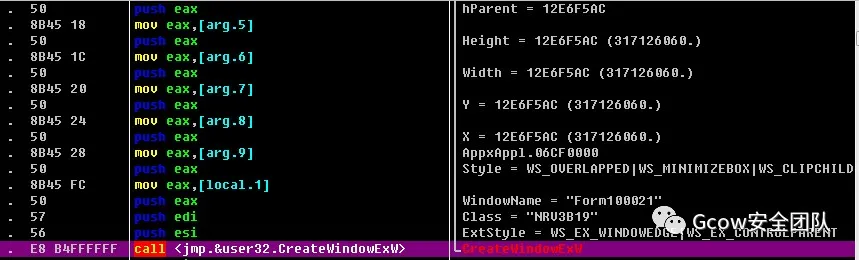 . 50 push eax hParent = 12E6F5AC
. 8B45 18 mov eax,[arg.5] Height = 12E6F5AC (317126060.)
. 50 push eax
. 8B45 1C mov eax,[arg.6] Width = 12E6F5AC (317126060.)
. 50 push eax
. 8B45 20 mov eax,[arg.7] Y = 12E6F5AC (317126060.)
. 50 push eax
. 8B45 24 mov eax,[arg.8] X = 12E6F5AC (317126060.)
. 50 push eax
. 8B45 28 mov eax,[arg.9] AppxAppl.06CF0000
. 50 push eax Style = WS_OVERLAPPED|WS_MINIMIZEBOX|WS_CLIPCHILD
. 8B45 FC mov eax,[local.1]
. 50 push eax WindowName = "Form100021"
. 57 push edi Class = "NRV3B19"
. 56 push esi ExtStyle = WS_EX_WINDOWEDGE|WS_EX_CONTROLPARENT
. E8 B4FFFFFF call <jmp.&user32.CreateWindowExW> CreateWindowExW
Gcow安全团队